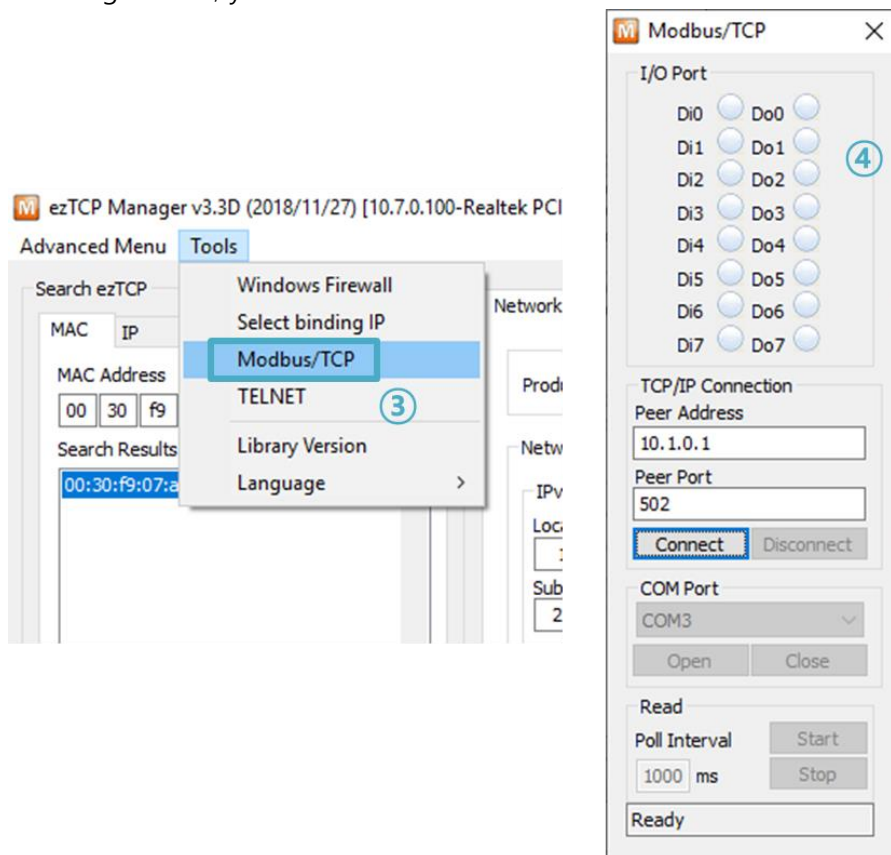 Modbus/TCP
I/O Port
Di0 Do0
Di1 Do1
④
Di2 Do2
Di3 Do3
Di4 Do4
Di5 Do5
Di6 Do6
Di7 Do7
TCP/IP Connection
Peer Address
10.1.0.1
Peer Port
502
Connect Disconnect
COM Port
COM3
Open Close
Read
Poll Interval Start
1000 ms Stop
Ready
ezTCP Manager v3.3D (2018/11/27) [10.7.0.100-Realtek PCI
Advanced Menu Tools
Windows Firewall
Select binding IP
Modbus/TCP
TELNET
③
Library Version
Language >
Search ezTCP
MAC IP
MAC Address
00 30 f9
Search Results
00:30:f9:07:a
Network
Produ
Netw
IPv
Loca
Sub
2